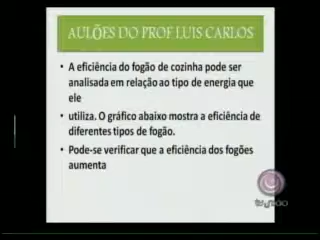 AULÕES DO PROF LUIS CARLOS
• A eficiência do fogão de cozinha pode ser
analisada em relação ao tipo de energia que
ele
• utiliza. O gráfico abaixo mostra a eficiência de
diferentes tipos de fogão.
• Pode-se verificar que a eficiência dos fogões
aumenta